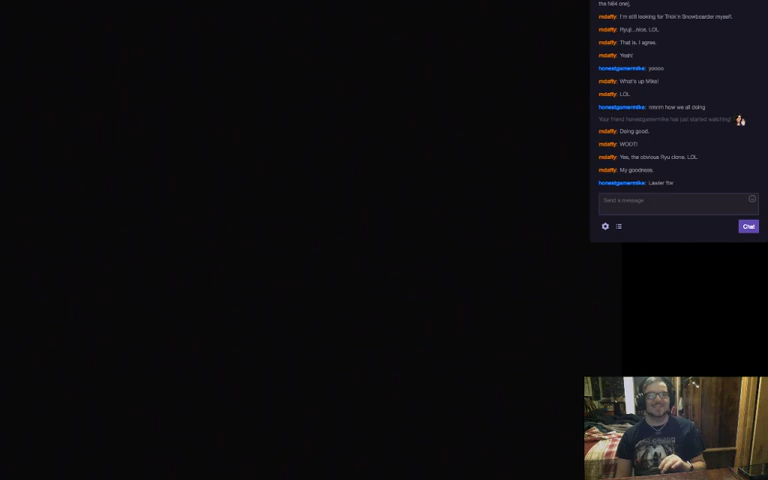 the N64 one].
mdaffy: I'm still looking for Trick'n Snowboarder myself.
mdaffy: Ryuji...nice. LOL
mdaffy: That is. I agree.
mdaffy: Yeah!
honestgamermike: yoooo
mdaffy: What's up Mike!
mdaffy: LOL
honestgamermike: nmnm how we all doing
Your friend honestgamermike has just started watching!
mdaffy: Doing good.
mdaffy: WOOT!
mdaffy: Yes, the obvious Ryu clone. LOL
mdaffy: My goodness.
honestgamermike:
Send a message
Chat